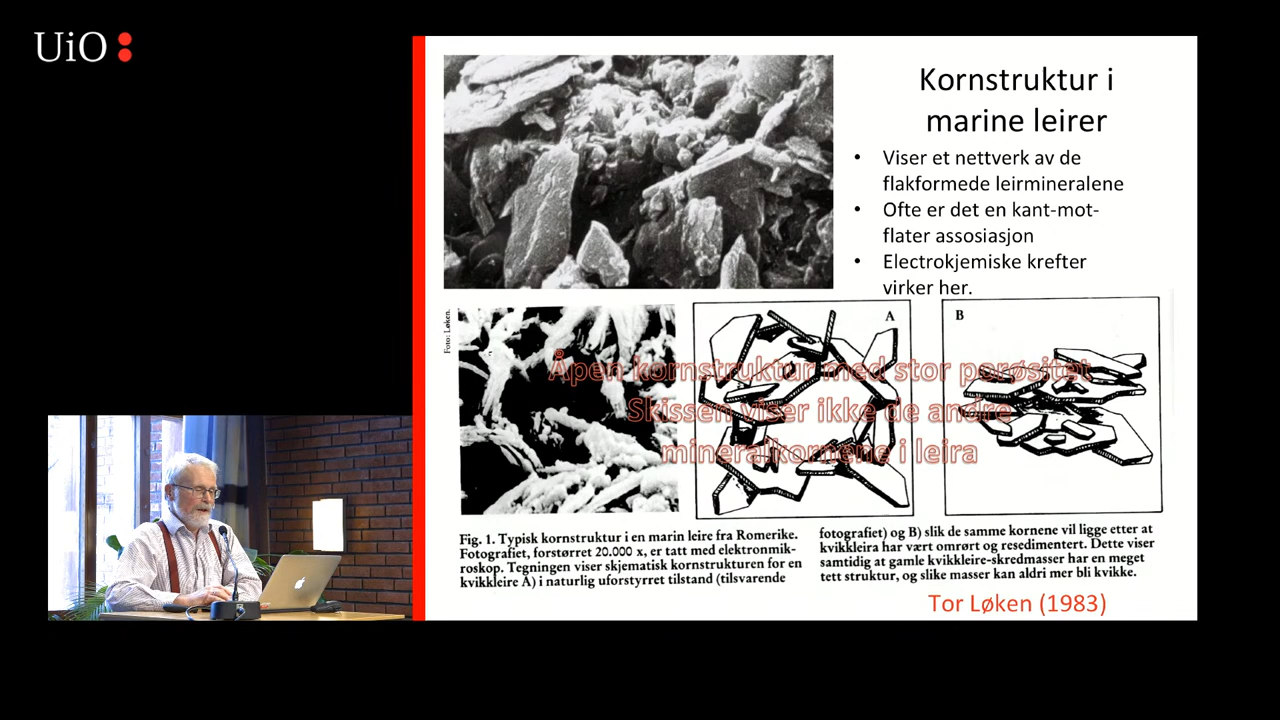 UiO
Kornstruktur i
marine leirer
• Viser et nettverk av de
flakformede leirmineralene
• Ofte er det en kant-mot-
flater assosiasjon
• Electrokjemiske krefter
virker her.
Foto: Løken.
A
B
Åpen kornstruktur med stor porøsitet
Skissen viser ikke de andre
mineralkornene i leira
Fig. 1. Typisk kornstruktur i en marin leire fra Romerike.
Fotografiet, forstørret 20.000 x, er tatt med elektronmik-
roskop. Tegningen viser skjematisk kornstrukturen for en
kvikkleire A) i naturlig uforstyrret tilstand (tilsvarende
fotografiet) og B) slik de samme kornene vil ligge etter at
kvikkleira har vært omrørt og resedimentert. Dette viser
samtidig at gamle kvikkleire-skredmasser har en meget
tett struktur, og slike masser kan aldri mer bli kvikke.
Tor Løken (1983)